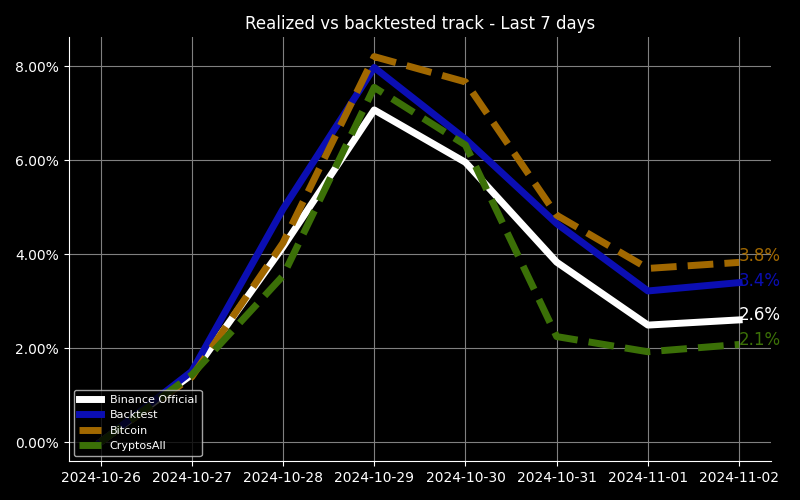 Realized vs backtested track - Last 7 days
8.00%
6.00%
4.00%
2.00%
0.00%
3.8%
3.4%
2.6%
2.1%
Binance Official
Backtest
Bitcoin
CryptosAll
2024-10-26 2024-10-27 2024-10-28 2024-10-29 2024-10-30 2024-10-31 2024-11-01 2024-11-02